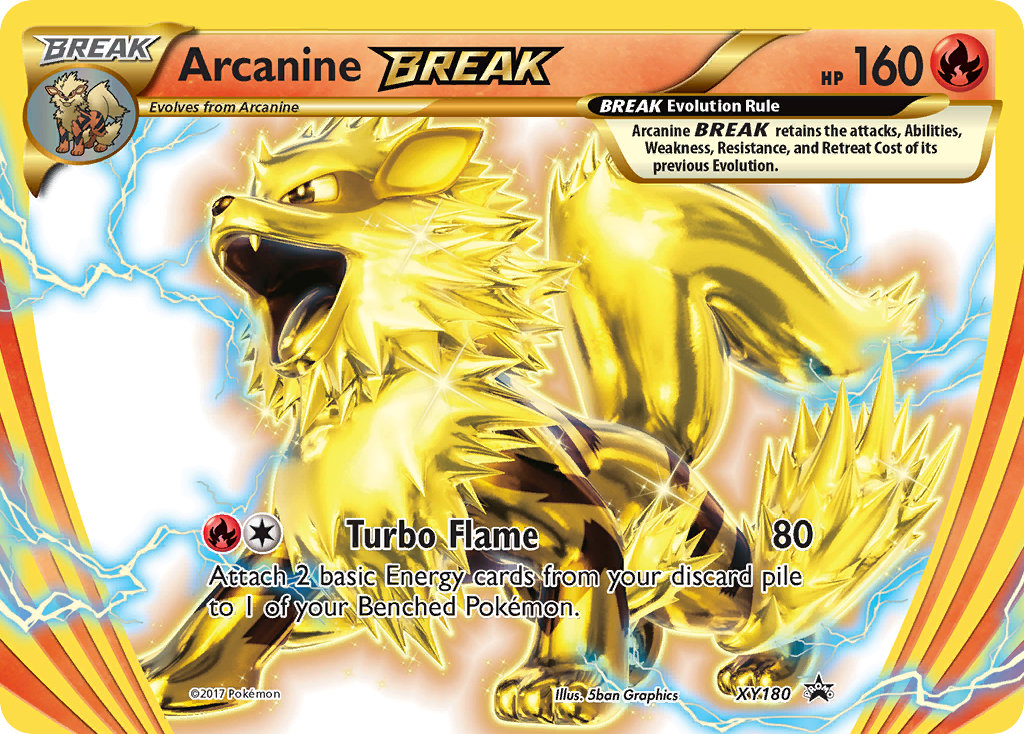 BREAK
Arcanine BREAK
HP 160
Evolves from Arcanine
BREAK Evolution Rule
Arcanine BREAK retains the attacks, Abilities,
Weakness, Resistance, and Retreat Cost of its
previous Evolution.
Turbo Flame 80
Attach 2 basic Energy cards from your discard pile
to 1 of your Benched Pokémon.
©2017 Pokémon
Illus. 5ban Graphics
XY180
PROMO